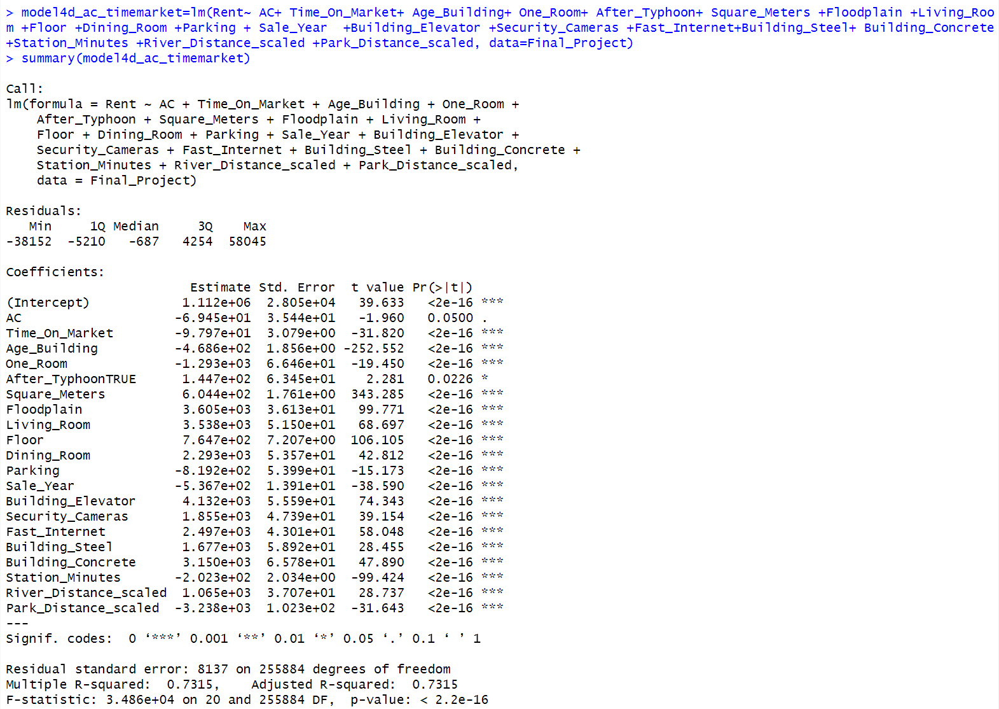 > model4d_ac_timemarket=lm(Rent~ AC+ Time_On_Market+ Age_Building+ One_Room+ After_Typhoon+ Square_Meters +Floodplain +Living_Roo
m +Floor +Dining_Room +Parking + Sale_Year  +Building_Elevator +Security_Cameras +Fast_Internet+Building_Steel+ Building_Concrete
+Station_Minutes +River_Distance_scaled +Park_Distance_scaled, data=Final_Project)
> summary(model4d_ac_timemarket)

Call:
lm(formula = Rent ~ AC + Time_On_Market + Age_Building + One_Room +
    After_Typhoon + Square_Meters + Floodplain + Living_Room +
    Floor + Dining_Room + Parking + Sale_Year + Building_Elevator +
    Security_Cameras + Fast_Internet + Building_Steel + Building_Concrete +
    Station_Minutes + River_Distance_scaled + Park_Distance_scaled,
    data = Final_Project)

Residuals:
   Min     1Q Median     3Q    Max
-38152  -5210   -687   4254  58045

Coefficients:
                        Estimate Std. Error  t value Pr(>|t|)
(Intercept)            1.112e+06  2.805e+04   39.633   <2e-16 ***
AC                    -6.945e+01  3.544e+01   -1.960   0.0500 .
Time_On_Market        -9.797e+01  3.079e+00  -31.820   <2e-16 ***
Age_Building          -4.686e+02  1.856e+00 -252.552   <2e-16 ***
One_Room              -1.293e+03  6.646e+01  -19.450   <2e-16 ***
After_TyphoonTRUE      1.447e+02  6.345e+01    2.281   0.0226 *
Square_Meters          6.044e+02  1.761e+00  343.285   <2e-16 ***
Floodplain             3.605e+03  3.613e+01   99.771   <2e-16 ***
Living_Room            3.538e+03  5.150e+01   68.697   <2e-16 ***
Floor                  7.647e+02  7.207e+00  106.105   <2e-16 ***
Dining_Room            2.293e+03  5.357e+01   42.812   <2e-16 ***
Parking               -8.192e+02  5.399e+01  -15.173   <2e-16 ***
Sale_Year             -5.367e+02  1.391e+01  -38.590   <2e-16 ***
Building_Elevator      4.132e+03  5.559e+01   74.343   <2e-16 ***
Security_Cameras       1.855e+03  4.739e+01   39.154   <2e-16 ***
Fast_Internet          2.497e+03  4.301e+01   58.048   <2e-16 ***
Building_Steel         1.677e+03  5.892e+01   28.455   <2e-16 ***
Building_Concrete      3.150e+03  6.578e+01   47.890   <2e-16 ***
Station_Minutes       -2.023e+02  2.034e+00  -99.424   <2e-16 ***
River_Distance_scaled  1.065e+03  3.707e+01   28.737   <2e-16 ***
Park_Distance_scaled  -3.238e+03  1.023e+02  -31.643   <2e-16 ***
---
Signif. codes:  0 ‘***’ 0.001 ‘**’ 0.01 ‘*’ 0.05 ‘.’ 0.1 ‘ ’ 1

Residual standard error: 8137 on 255884 degrees of freedom
Multiple R-squared:  0.7315,    Adjusted R-squared:  0.7315
F-statistic: 3.486e+04 on 20 and 255884 DF,  p-value: < 2.2e-16